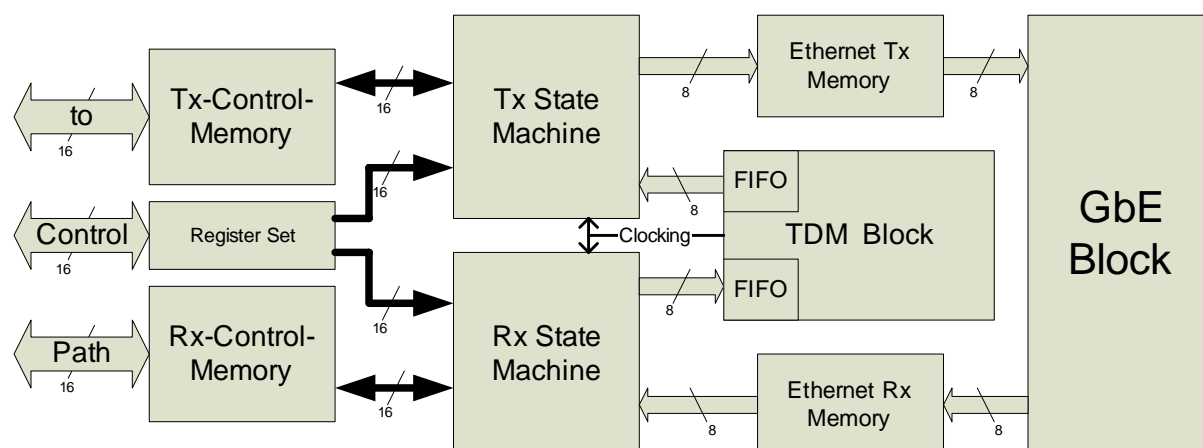 Ethernet Tx
Memory
8
8
Tx-Control-
Memory
16
Tx State
Machine
to
16
16
FIFO
8
TDM Block
GbE
Block
Control
16
Register Set
Clocking
FIFO
8
16
Rx-Control-
Memory
Rx State
Machine
Path
16
16
Ethernet Rx
Memory
8
8